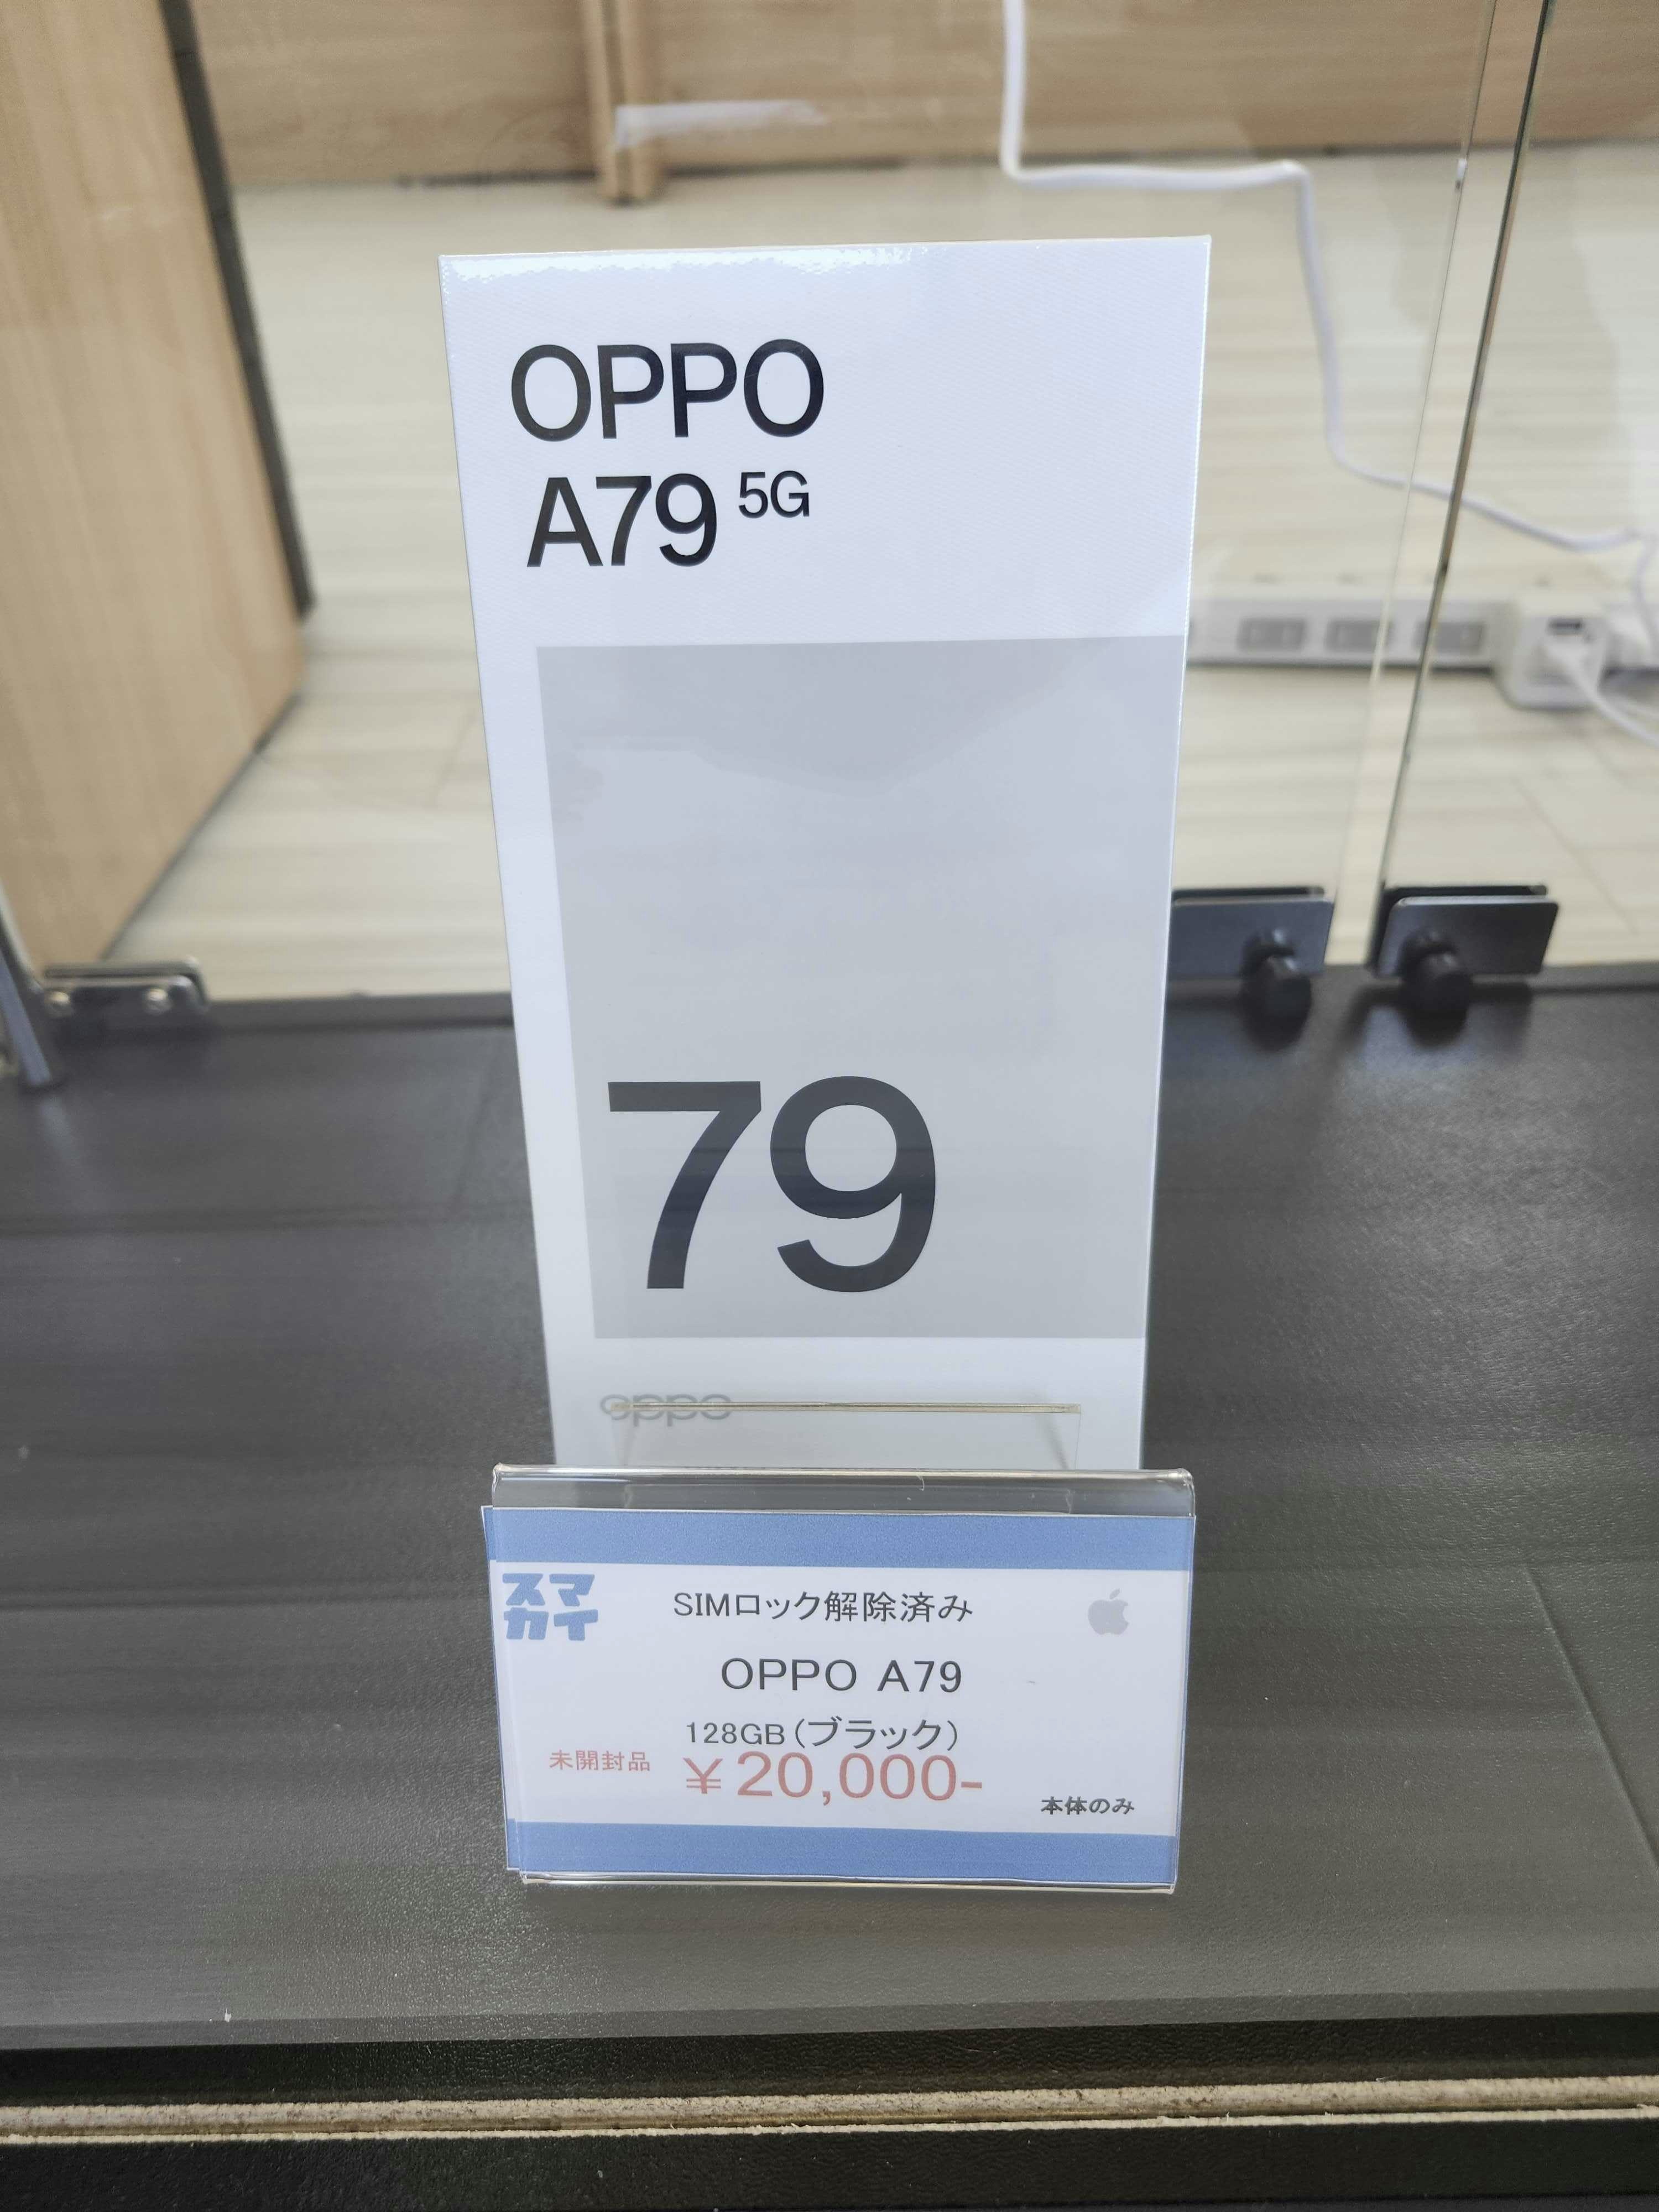 OPPO
A79 5G
79
oppo
スマ
カイ
SIMロック解除済み
OPPO A79
128GB(ブラック)
未開封品 ¥20,000-
本体のみ